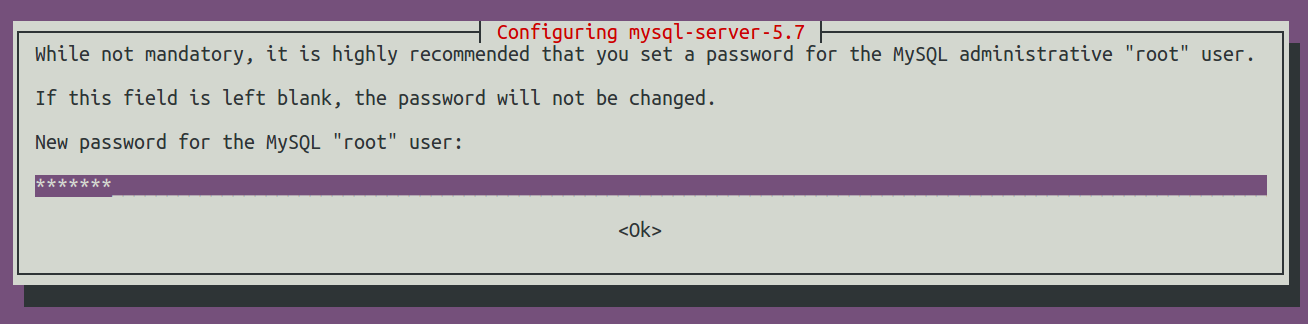 Configuring mysql-server-5.7
While not mandatory, it is highly recommended that you set a password for the MySQL administrative "root" user.
If this field is left blank, the password will not be changed.
New password for the MySQL "root" user:
*******
<Ok>